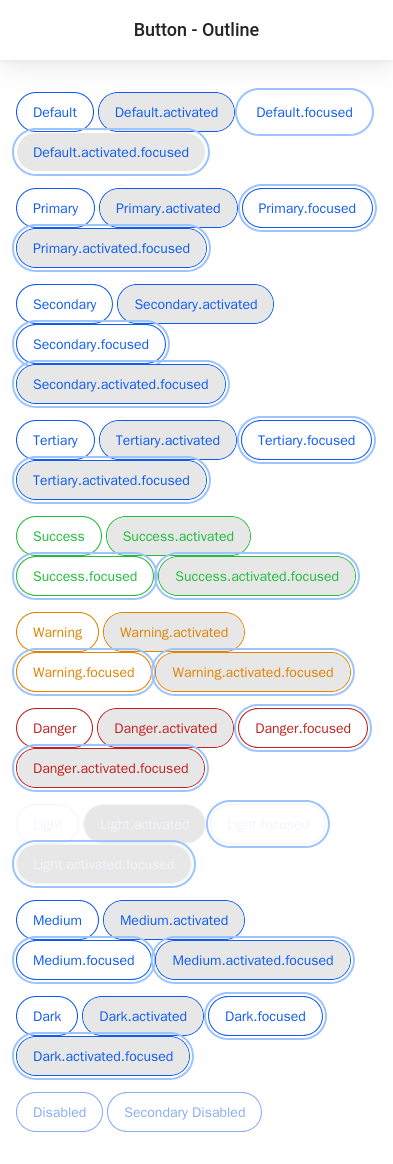 Button - Outline
Default Default.activated Default.focused
Default.activated.focused
Primary Primary.activated Primary.focused
Primary.activated.focused
Secondary Secondary.activated
Secondary.focused
Secondary.activated.focused
Tertiary Tertiary.activated Tertiary.focused
Tertiary.activated.focused
Success Success.activated
Success.focused Success.activated.focused
Warning Warning.activated
Warning.focused Warning.activated.focused
Danger Danger.activated Danger.focused
Danger.activated.focused
Light Light.activated Light.focused
Light.activated.focused
Medium Medium.activated
Medium.focused Medium.activated.focused
Dark Dark.activated Dark.focused
Dark.activated.focused
Disabled Secondary Disabled